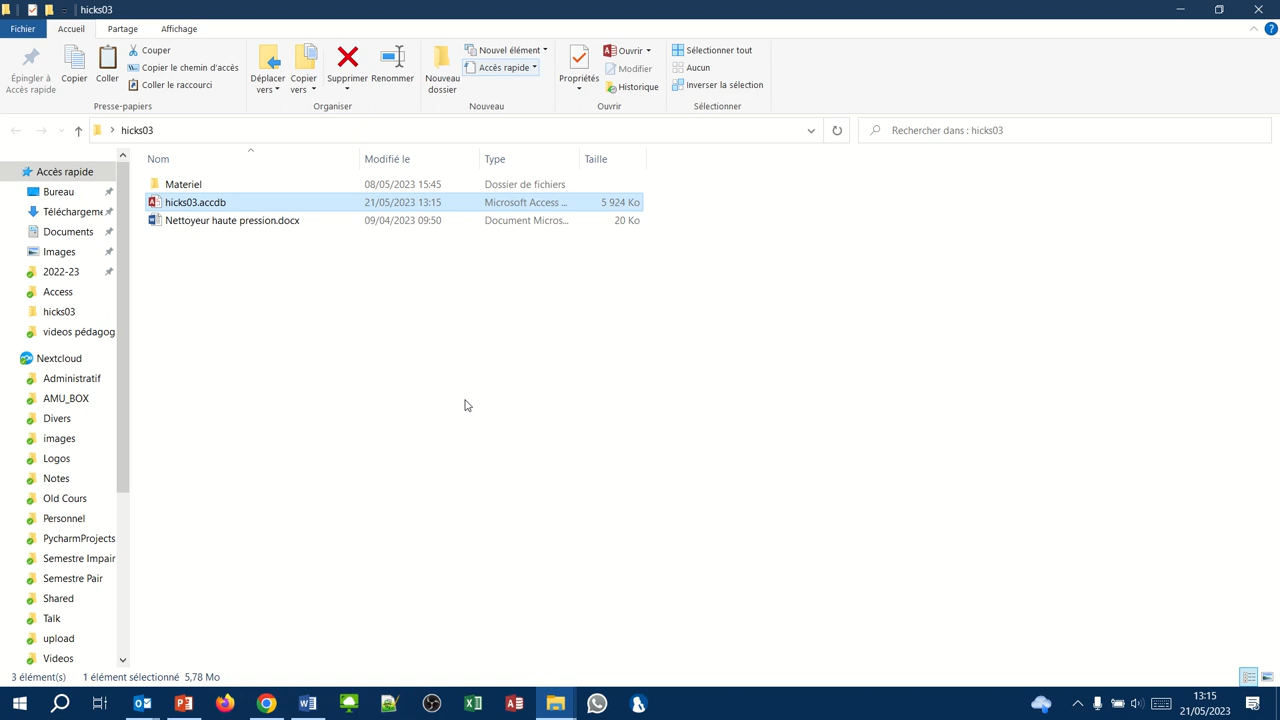 hicks03
Fichier Accueil Partage Affichage
Épingler à Accès rapide
Copier
Coller
Couper
Copier le chemin d'accès
Coller le raccourci
Presse-papiers
Déplacer vers
Copier vers
Supprimer
Renommer
Organiser
Nouveau dossier
Nouvel élément
Accès rapide
Nouveau
Propriétés
Ouvrir
Modifier
Historique
Ouvrir
Sélectionner tout
Aucun
Inverser la sélection
Sélectionner
hicks03
Rechercher dans : hicks03
Nom Modifié le Type Taille
Materiel 08/05/2023 15:45 Dossier de fichiers
hicks03.accdb 21/05/2023 13:15 Microsoft Access ... 5 924 Ko
Nettoyeur haute pression.docx 09/04/2023 09:50 Document Micros... 20 Ko
Accès rapide
Bureau
Téléchargeme
Documents
Images
2022-23
Access
hicks03
videos pédagog
Nextcloud
Administratif
AMU_BOX
Divers
images
Logos
Notes
Old Cours
Personnel
PycharmProjects
Semestre Impair
Semestre Pair
Shared
Talk
upload
Videos
3 élément(s) 1 élément sélectionné 5,78 Mo
13:15
21/05/2023